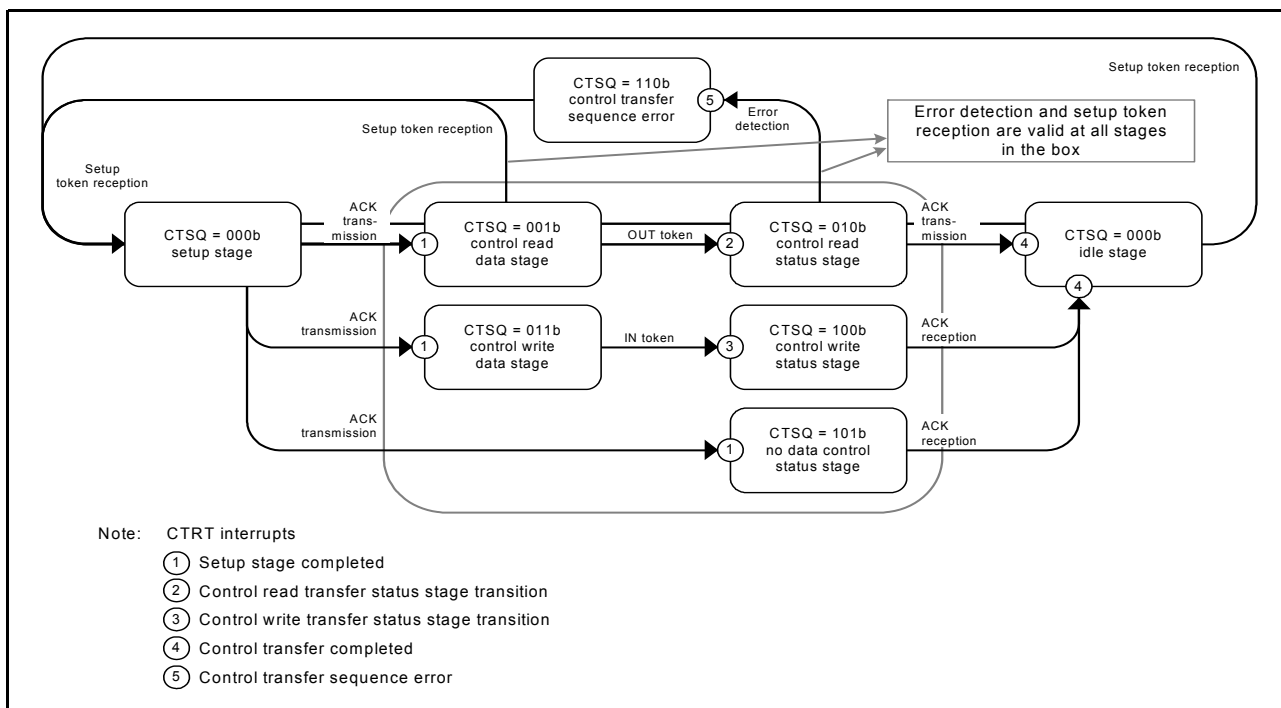 Setup token reception
CTSQ = 110b
control transfer
sequence error
5
Error
detection
Setup token reception
Error detection and setup token
reception are valid at all stages
in the box
Setup
token reception
CTSQ = 000b
setup stage
ACK
trans-
mission
1
CTSQ = 001b
control read
data stage
OUT token
2
CTSQ = 010b
control read
status stage
ACK
trans-
mission
4
CTSQ = 000b
idle stage
4
ACK
transmission
1
CTSQ = 011b
control write
data stage
IN token
3
CTSQ = 100b
control write
status stage
ACK
reception
ACK
transmission
1
CTSQ = 101b
no data control
status stage
ACK
reception
Note: CTRT interrupts
1 Setup stage completed
2 Control read transfer status stage transition
3 Control write transfer status stage transition
4 Control transfer completed
5 Control transfer sequence error